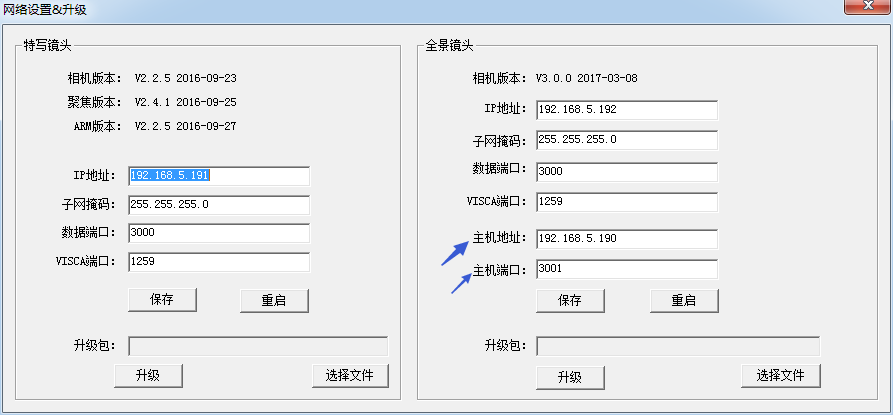 网络设置&升级
特写镜头
相机版本： V2.2.5 2016-09-23
聚焦版本： V2.4.1 2016-09-25
ARM版本： V2.2.5 2016-09-27
IP地址： 192.168.5.191
子网掩码： 255.255.255.0
数据端口： 3000
VISCA端口： 1259
保存 重启
升级包：
升级 选择文件
全景镜头
相机版本： V3.0.0 2017-03-08
IP地址： 192.168.5.192
子网掩码： 255.255.255.0
数据端口： 3000
VISCA端口： 1259
主机地址： 192.168.5.190
主机端口： 3001
保存 重启
升级包：
升级 选择文件